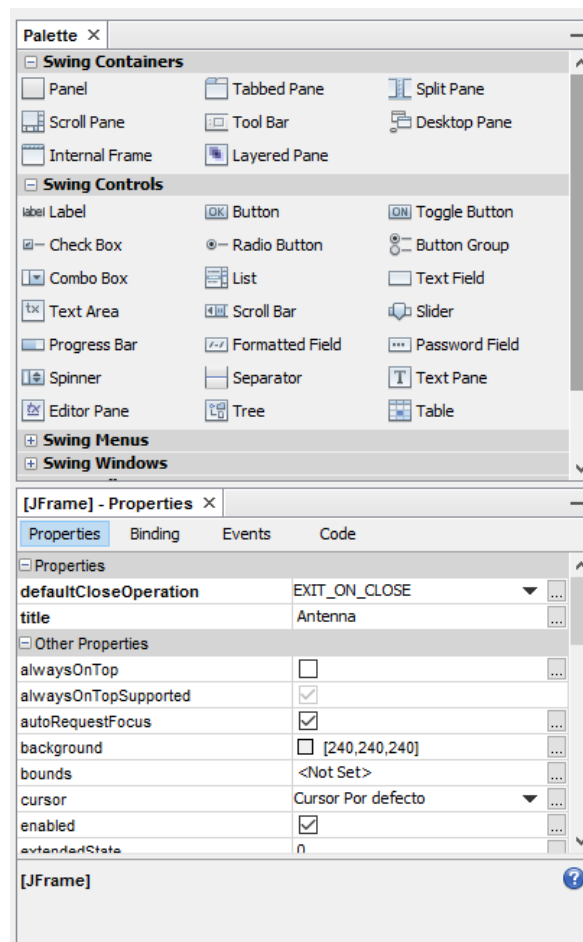 Palette ×
Swing Containers
Panel Tabbed Pane Split Pane
Scroll Pane Tool Bar Desktop Pane
Internal Frame Layered Pane
Swing Controls
label Label OK Button ON Toggle Button
Check Box Radio Button Button Group
Combo Box List Text Field
tx Text Area Scroll Bar Slider
Progress Bar Formatted Field Password Field
Spinner Separator T Text Pane
Editor Pane Tree Table
Swing Menus
Swing Windows
[JFrame] - Properties ×
Properties Binding Events Code
Properties
defaultCloseOperation EXIT_ON_CLOSE ...
title Antenna ...
Other Properties
alwaysOnTop ...
alwaysOnTopSupported
autoRequestFocus ...
background [240,240,240] ...
bounds <Not Set> ...
cursor Cursor Por defecto ...
enabled ...
extendedState 0
[JFrame] ?